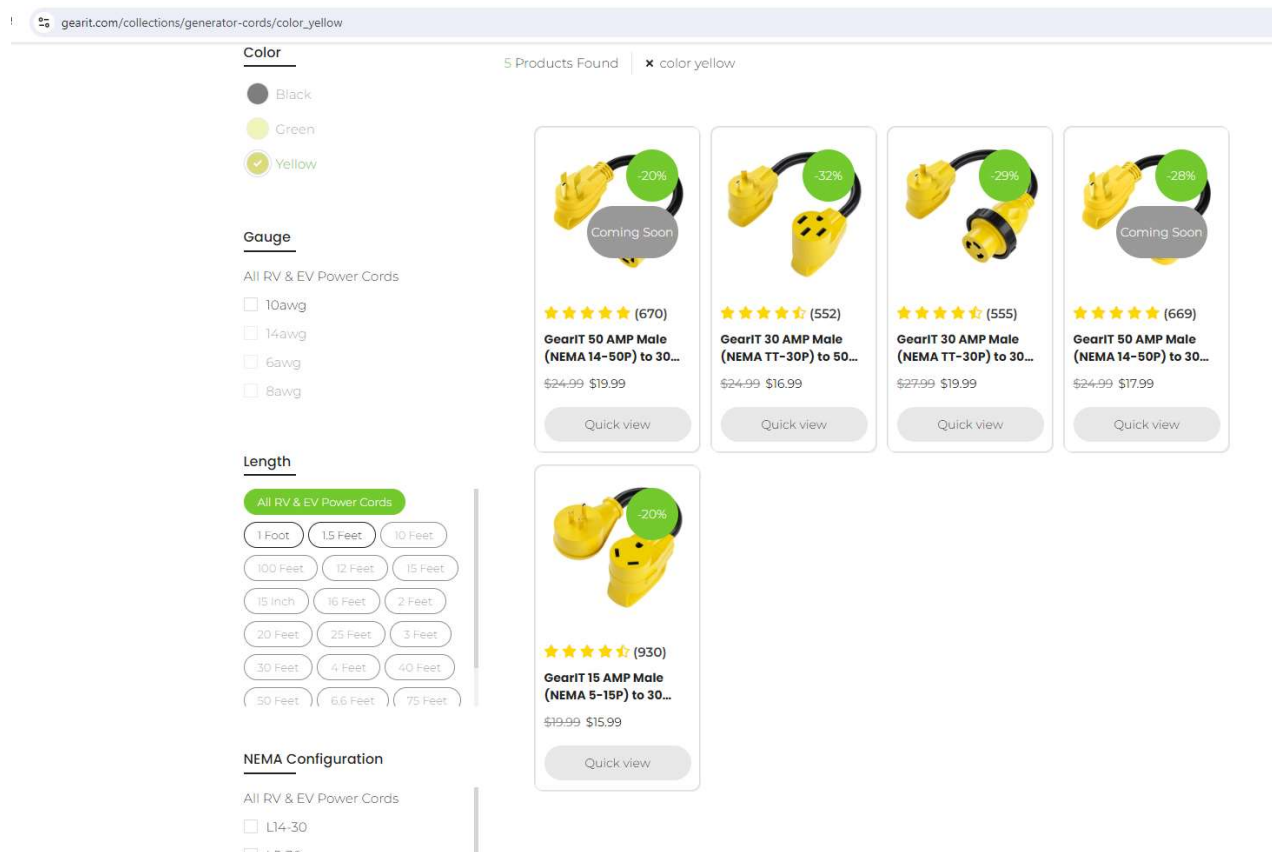 gearit.com/collections/generator-cords/color_yellow
Color
Black
Green
Yellow
Gauge
All RV & EV Power Cords
10awg
14awg
6awg
8awg
Length
All RV & EV Power Cords
1 Foot
1.5 Feet
10 Feet
100 Feet
12 Feet
15 Feet
15 Inch
16 Feet
2 Feet
20 Feet
25 Feet
3 Feet
30 Feet
4 Feet
40 Feet
50 Feet
6.6 Feet
75 Feet
NEMA Configuration
All RV & EV Power Cords
L14-30
5 Products Found
× color yellow
-20%
Coming Soon
(670)
GearIT 50 AMP Male
(NEMA 14-50P) to 30...
$24.99 $19.99
Quick view
-32%
(552)
GearIT 30 AMP Male
(NEMA TT-30P) to 50...
$24.99 $16.99
Quick view
-29%
(555)
GearIT 30 AMP Male
(NEMA TT-30P) to 30...
$27.99 $19.99
Quick view
-28%
Coming Soon
(669)
GearIT 50 AMP Male
(NEMA 14-50P) to 30...
$24.99 $17.99
Quick view
-20%
(930)
GearIT 15 AMP Male
(NEMA 5-15P) to 30...
$19.99 $15.99
Quick view